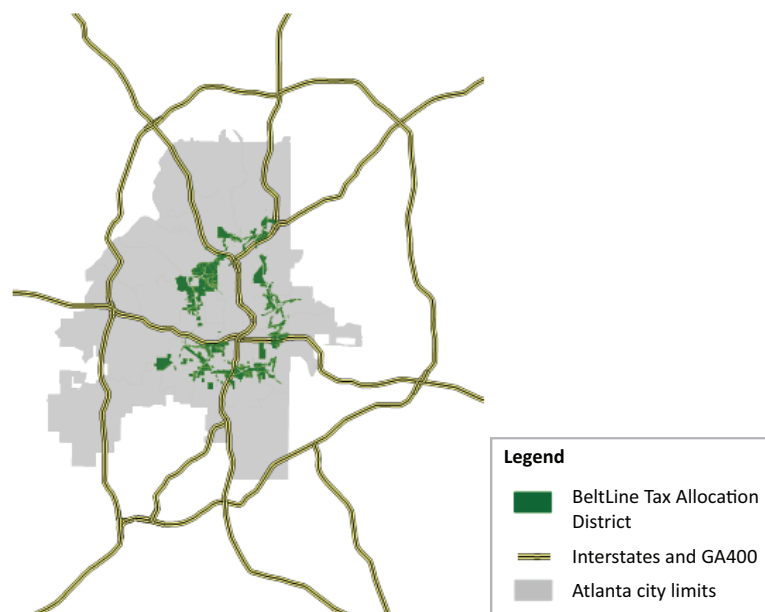 Legend
BeltLine Tax Allocation
District
Interstates and GA400
Atlanta city limits